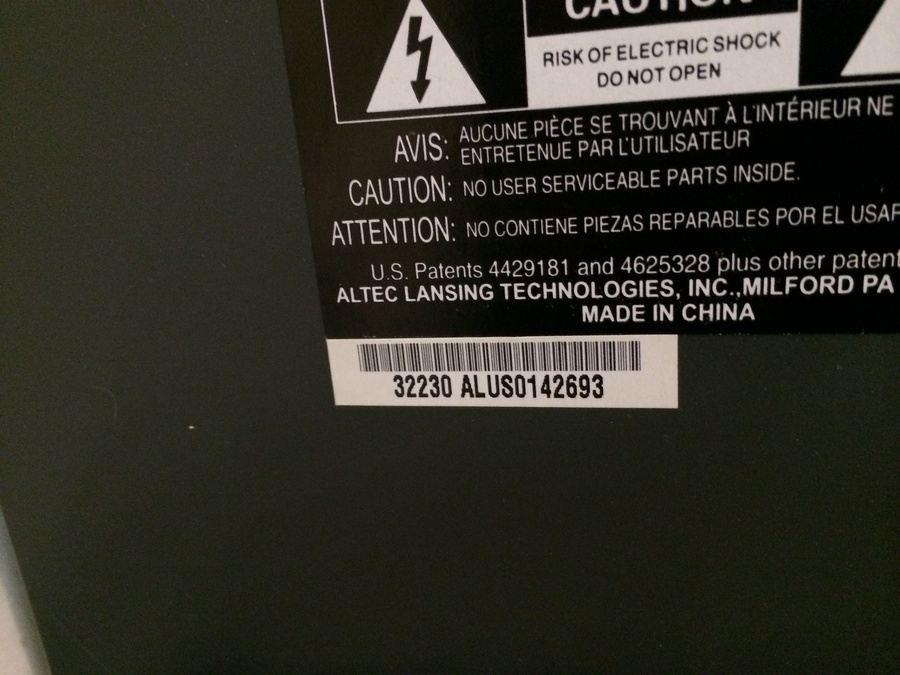 CAUTION
RISK OF ELECTRIC SHOCK
DO NOT OPEN
AVIS: AUCUNE PIÈCE SE TROUVANT À L'INTÉRIEUR NE
ENTRETENUE PAR L'UTILISATEUR
CAUTION: NO USER SERVICEABLE PARTS INSIDE.
ATTENTION: NO CONTIENE PIEZAS REPARABLES POR EL
U.S. Patents 4429181 and 4625328 plus other
ALTEC LANSING TECHNOLOGIES, INC.,MILFORD PA
MADE IN CHINA
32230 ALUS0142693